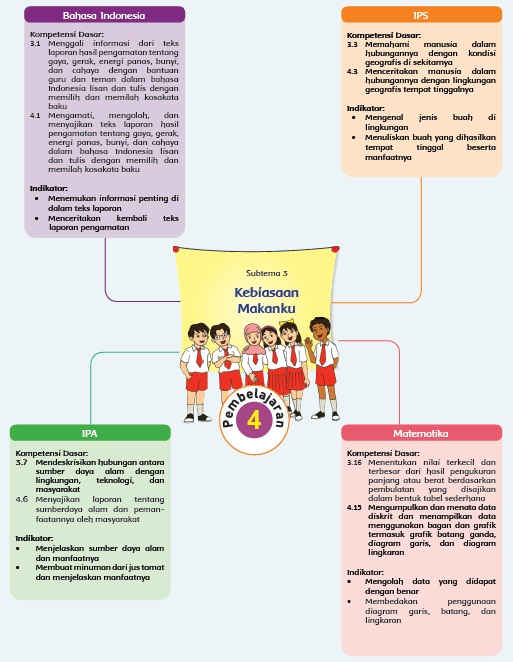 Bahasa Indonesia
Kompetensi Dasar:
3.1 Menggali informasi dari teks
laporan hasil pengamatan tentang
gaya, gerak, energi panas, bunyi,
dan cahaya dengan bantuan
guru dan teman dalam bahasa
Indonesia lisan dan tulis dengan
memilih dan memilah kosakata
baku
4.1 Mengamati, mengolah, dan
menyajikan teks laporan hasil
pengamatan tentang gaya, gerak,
energi panas, bunyi, dan cahaya
dalam bahasa Indonesia lisan
dan tulis dengan memilih dan
memilah kosakata baku
Indikator:
• Menemukan informasi penting di
dalam teks laporan
• Menceritakan kembali teks
laporan pengamatan
IPS
Kompetensi Dasar:
3.3 Memahami manusia dalam
hubungannya dengan kondisi
geografis di sekitarnya
4.3 Menceritakan manusia dalam
hubungannya dengan lingkungan
geografis tempat tinggalnya
Indikator:
• Mengenal jenis buah di
lingkungan
• Menuliskan buah yang dihasilkan
tempat tinggal beserta
manfaatnya
Subtema 3
Kebiasaan
Makanku
Pembelajaran
4
IPA
Kompetensi Dasar:
3.7 Mendeskrisikan hubungan antara
sumber daya alam dengan
lingkungan, teknologi, dan
masyarakat
4.6 Menyajikan laporan tentang
sumberdaya alam dan peman-
faatannya oleh masyarakat
Indikator:
• Menjelaskan sumber daya alam
dan manfaatnya
• Membuat minuman dari jus tomat
dan menjelaskan manfaatnya
Matematika
Kompetensi Dasar:
3.16 Menentukan nilai terkecil dan
terbesar dari hasil pengukuran
panjang atau berat berdasarkan
pembulatan yang disajikan
dalam bentuk tabel sederhana
4.15 Mengumpulkan dan menata data
diskrit dan menampilkan data
menggunakan bagan dan grafik
termasuk grafik batang ganda,
diagram garis, dan diagram
lingkaran
Indikator:
• Mengolah data yang didapat
dengan benar
• Membedakan penggunaan
diagram garis, batang, dan
lingkaran